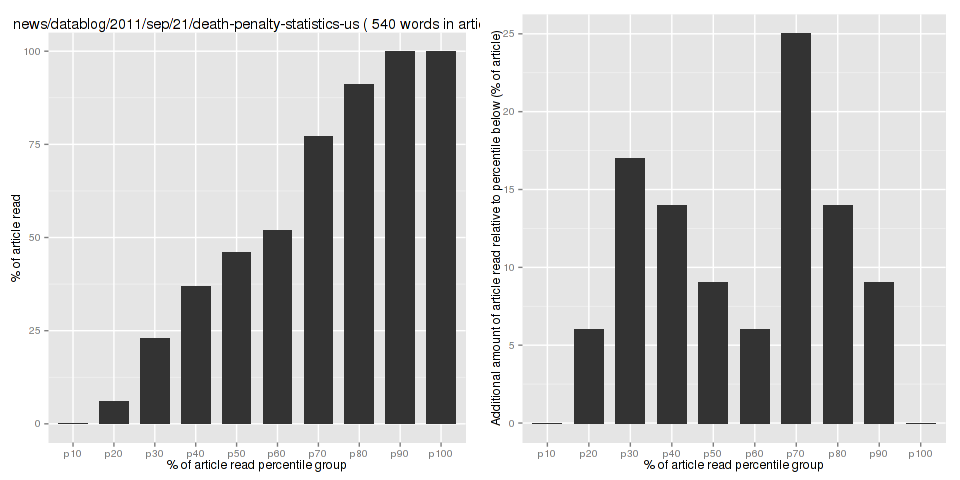 news/datablog/2011/sep/21/death-penalty-statistics-us ( 540 words in arti
% of article read
100
75
50
25
0
p10 p20 p30 p40 p50 p60 p70 p80 p90 p100
% of article read percentile group
Additional amount of article read relative to percentile below (% of article)
25
20
15
10
5
0
p10 p20 p30 p40 p50 p60 p70 p80 p90 p100
% of article read percentile group